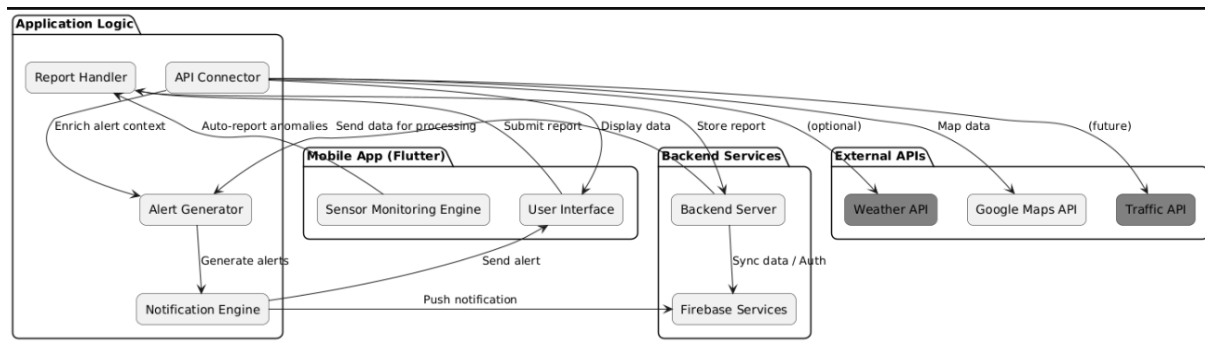 Application Logic
Report Handler
API Connector
Enrich alert context
Auto-report anomalies
Send data for processing
Submit report
Display data
Store report
(optional)
Map data
(future)
Mobile App (Flutter)
Backend Services
External APIs
Alert Generator
Sensor Monitoring Engine
User Interface
Backend Server
Weather API
Google Maps API
Traffic API
Generate alerts
Send alert
Sync data / Auth
Push notification
Notification Engine
Firebase Services